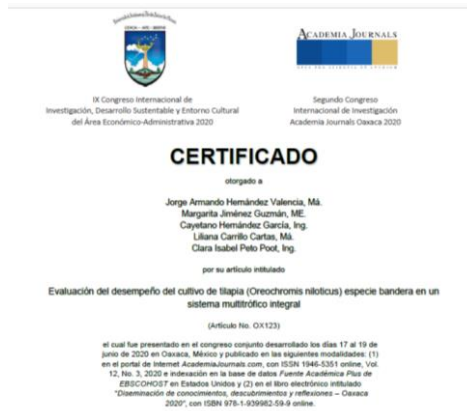 CIENCIA - ARTE - BIENESTAR
ACADEMIA JOURNALS
IX Congreso Internacional de
Investigación, Desarrollo Sustentable y Entorno Cultural
del Área Económico-Administrativa 2020
Segundo Congreso
Internacional de Investigación
Academia Journals Oaxaca 2020
CERTIFICADO
otorgado a
Jorge Armando Hernández Valencia, Má.
Margarita Jiménez Guzmán, ME.
Cayetano Hernández García, Ing.
Liliana Carrillo Cartas, Má.
Clara Isabel Peto Poot, Ing.
por su artículo intitulado
Evaluación del desempeño del cultivo de tilapia (Oreochromis niloticus) especie bandera en un
sistema multitrófico integral
(Artículo No. OX123)
el cual fue presentado en el congreso conjunto desarrollado los días 17 al 19 de
junio de 2020 en Oaxaca, México y publicado en las siguientes modalidades: (1)
en el portal de Internet AcademiaJournals.com, con ISSN 1946-5351 online, Vol.
12, No. 3, 2020 e indexación en la base de datos Fuente Académica Plus de
EBSCOHOST en Estados Unidos y (2) en el libro electrónico intitulado
"Diseminación de conocimientos, descubrimientos y reflexiones – Oaxaca
2020", con ISBN 978-1-939982-59-9 online.